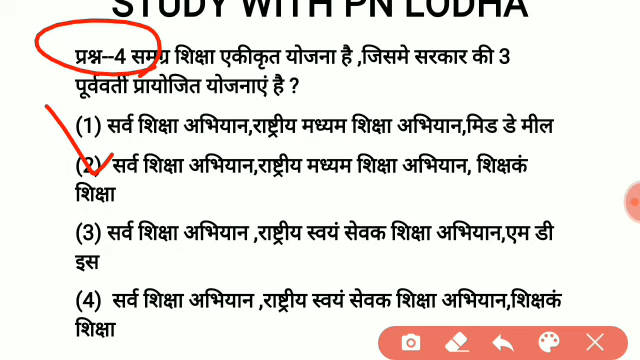 STUDY WITH PN LODHA
प्रश्न--4 समग्र शिक्षा एकीकृत योजना है ,जिसमे सरकार की 3
पूर्ववर्ती प्रायोजित योजनाएं है ?
(1) सर्व शिक्षा अभियान,राष्ट्रीय मध्यम शिक्षा अभियान,मिड डे मील
(2) सर्व शिक्षा अभियान,राष्ट्रीय मध्यम शिक्षा अभियान, शिक्षकं
शिक्षा
(3) सर्व शिक्षा अभियान ,राष्ट्रीय स्वयं सेवक शिक्षा अभियान,एम डी
इस
(4) सर्व शिक्षा अभियान ,राष्ट्रीय स्वयं सेवक शिक्षा अभियान,शिक्षकं
शिक्षा